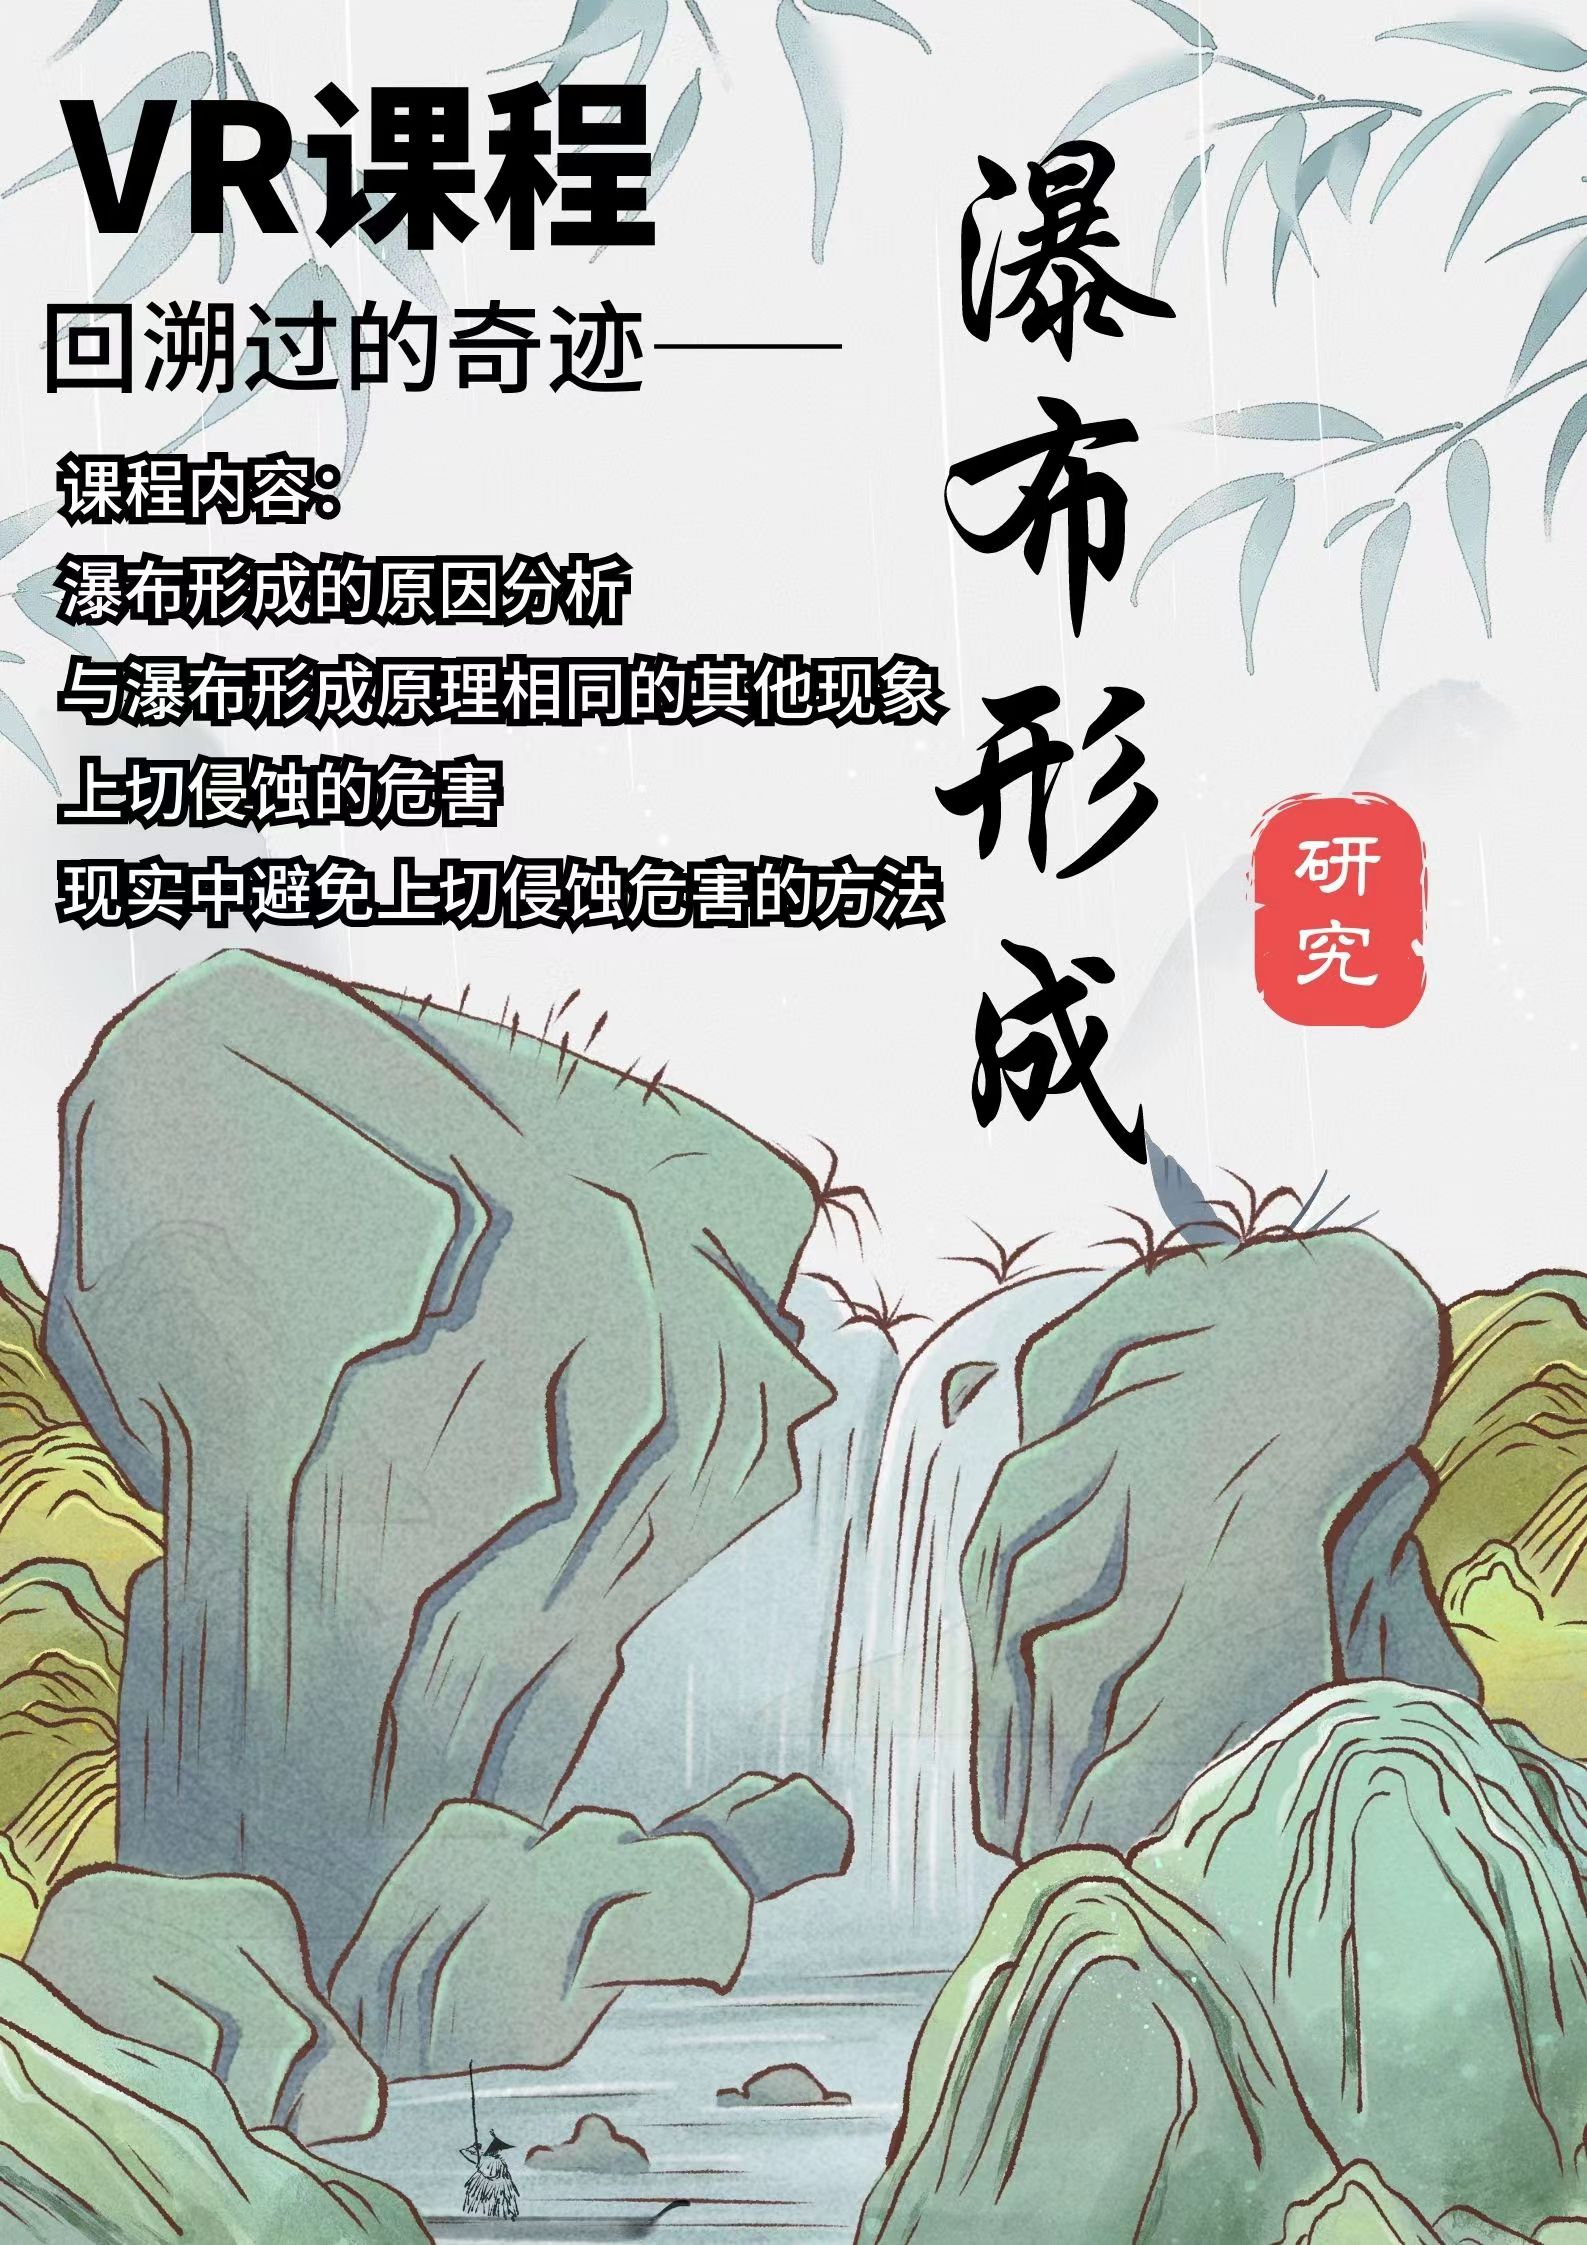 VR课程
回溯过的奇迹——
瀑布形成
研究
课程内容：
瀑布形成的原因分析
与瀑布形成原理相同的其他现象
上切侵蚀的危害
现实中避免上切侵蚀危害的方法